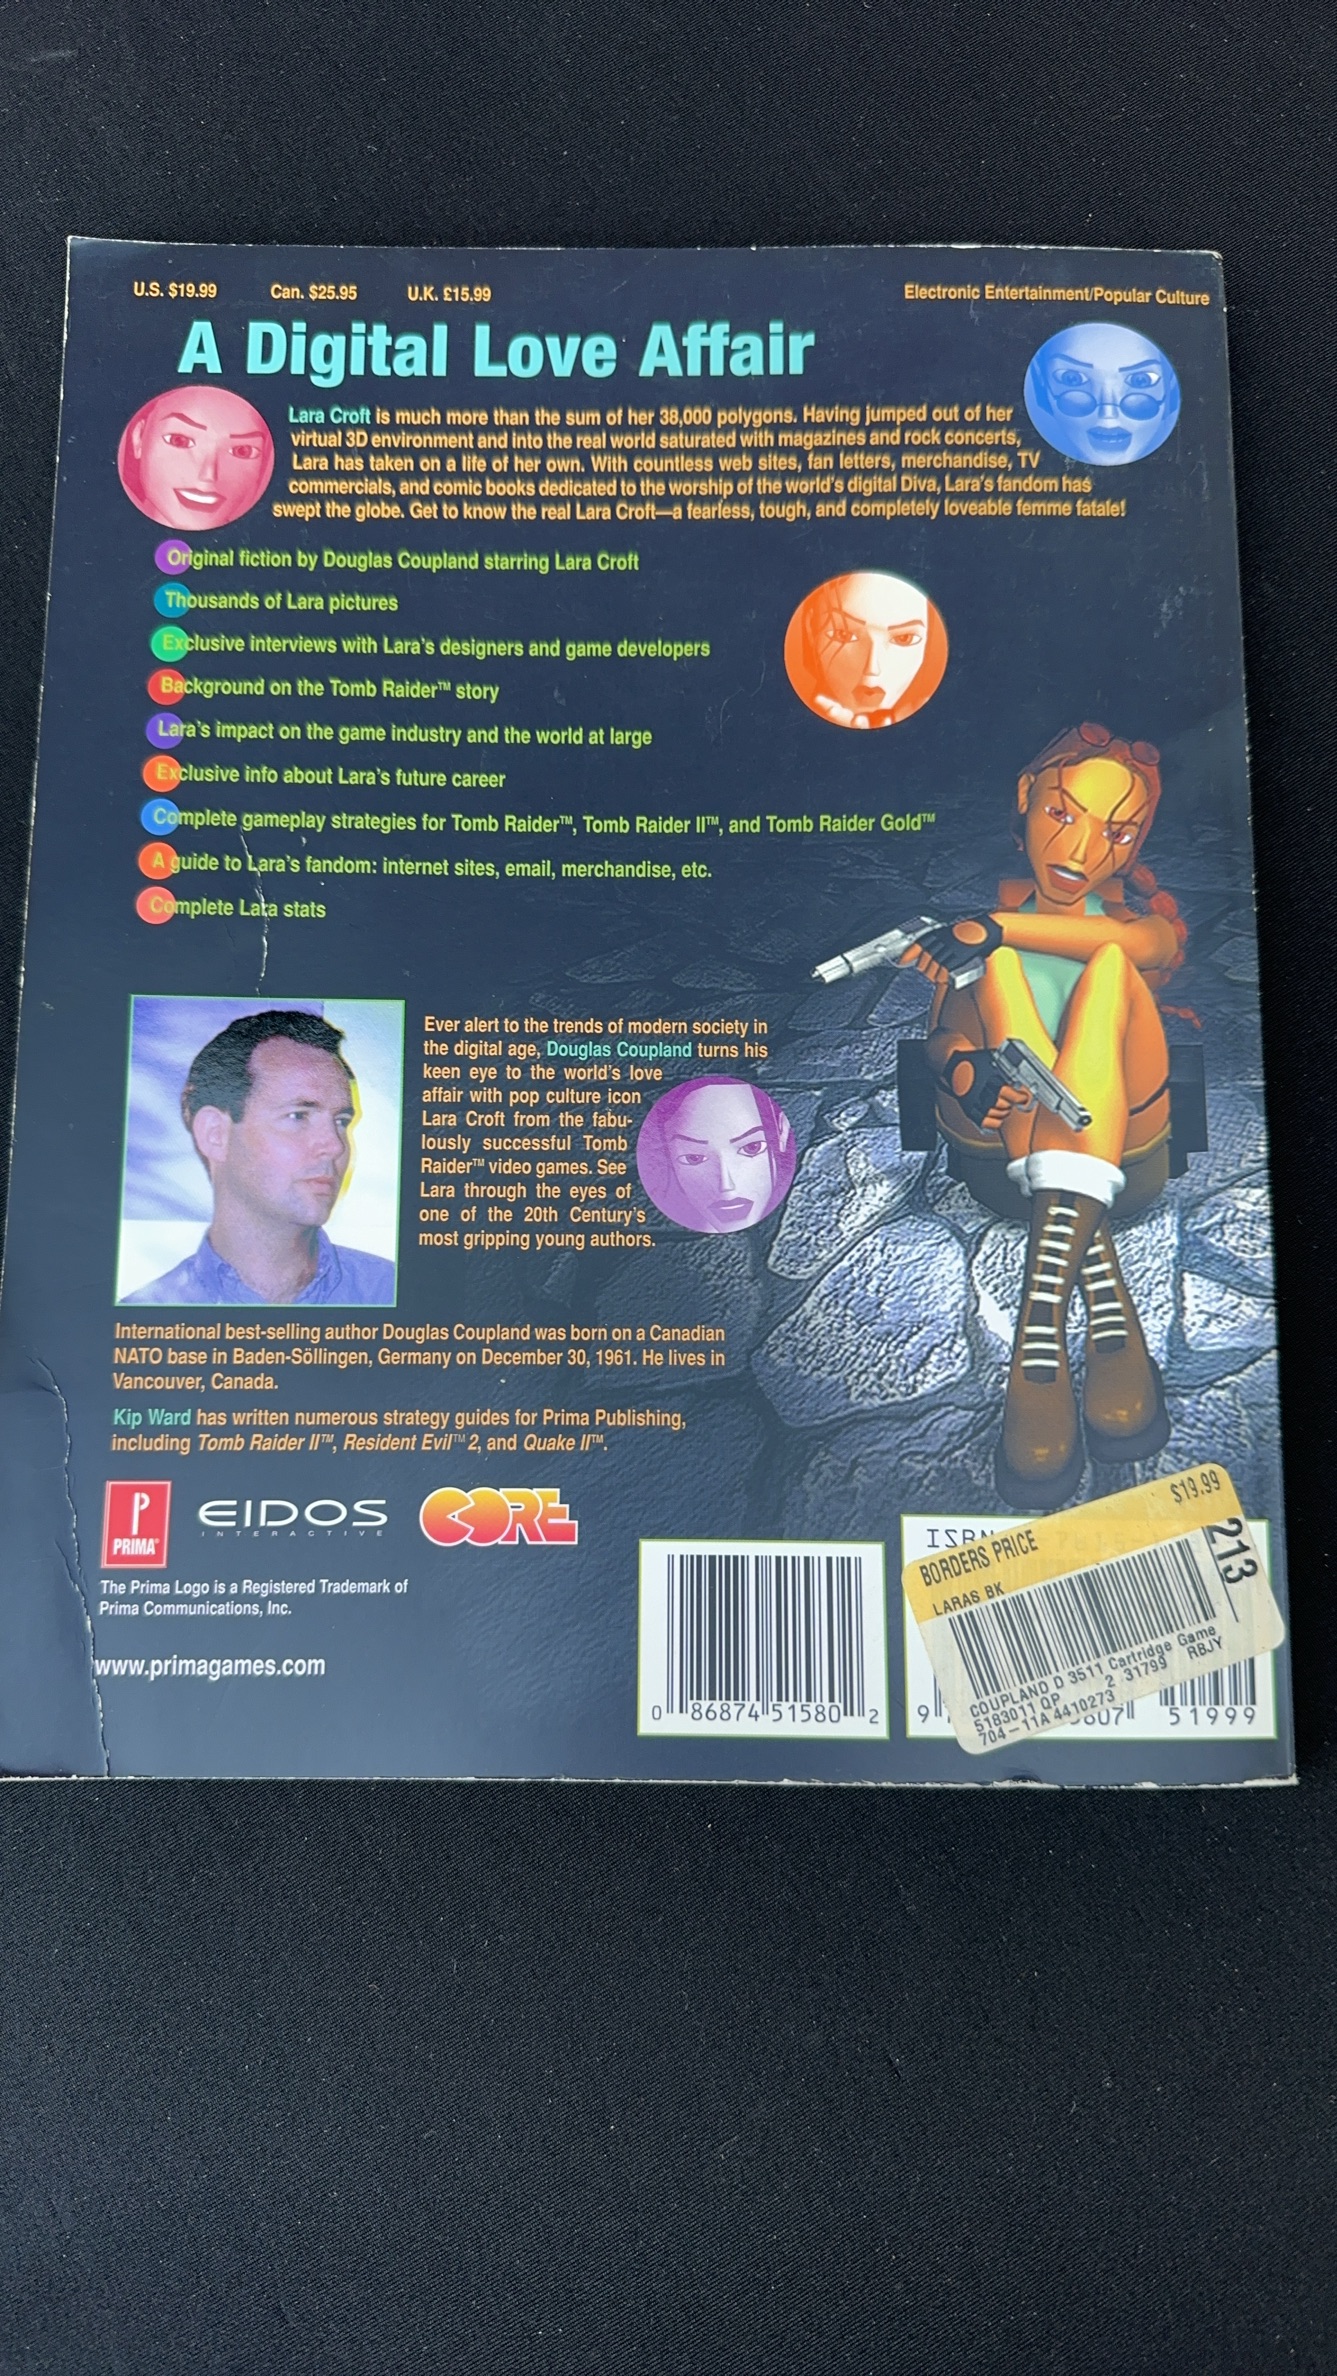 U.S. $19.99 Can. $25.95 U.K. £15.99
Electronic Entertainment/Popular Culture
A Digital Love Affair
Lara Croft is much more than the sum of her 38,000 polygons. Having jumped out of her
virtual 3D environment and into the real world saturated with magazines and rock concerts,
Lara has taken on a life of her own. With countless web sites, fan letters, merchandise, TV
commercials, and comic books dedicated to the worship of the world's digital Diva, Lara's fandom has
swept the globe. Get to know the real Lara Croft—a fearless, tough, and completely loveable femme fatale!
Original fiction by Douglas Coupland starring Lara Croft
Thousands of Lara pictures
Exclusive interviews with Lara's designers and game developers
Background on the Tomb Raider™ story
Lara's impact on the game industry and the world at large
Exclusive info about Lara's future career
Complete gameplay strategies for Tomb Raider™, Tomb Raider II™, and Tomb Raider Gold™
A guide to Lara's fandom: internet sites, email, merchandise, etc.
Complete Lara stats
Ever alert to the trends of modern society in
the digital age, Douglas Coupland turns his
keen eye to the world's love
affair with pop culture icon
Lara Croft from the fabu-
lously successful Tomb
Raider™ video games. See
Lara through the eyes of
one of the 20th Century's
most gripping young authors.
International best-selling author Douglas Coupland was born on a Canadian
NATO base in Baden-Söllingen, Germany on December 30, 1961. He lives in
Vancouver, Canada.
Kip Ward has written numerous strategy guides for Prima Publishing,
including Tomb Raider II™, Resident Evil™ 2, and Quake II™.
P
PRIMA®
EIDOS
INTERACTIVE
CORE
The Prima Logo is a Registered Trademark of
Prima Communications, Inc.
www.primagames.com
0 86874 51580 2
ISBN
$19.99
BORDERS PRICE
213
LARAS BK
COUPLAND D 3511 Cartridge Game
5183011 QP 2 31799 RBJY
704-11A 4410273
9 807 51999